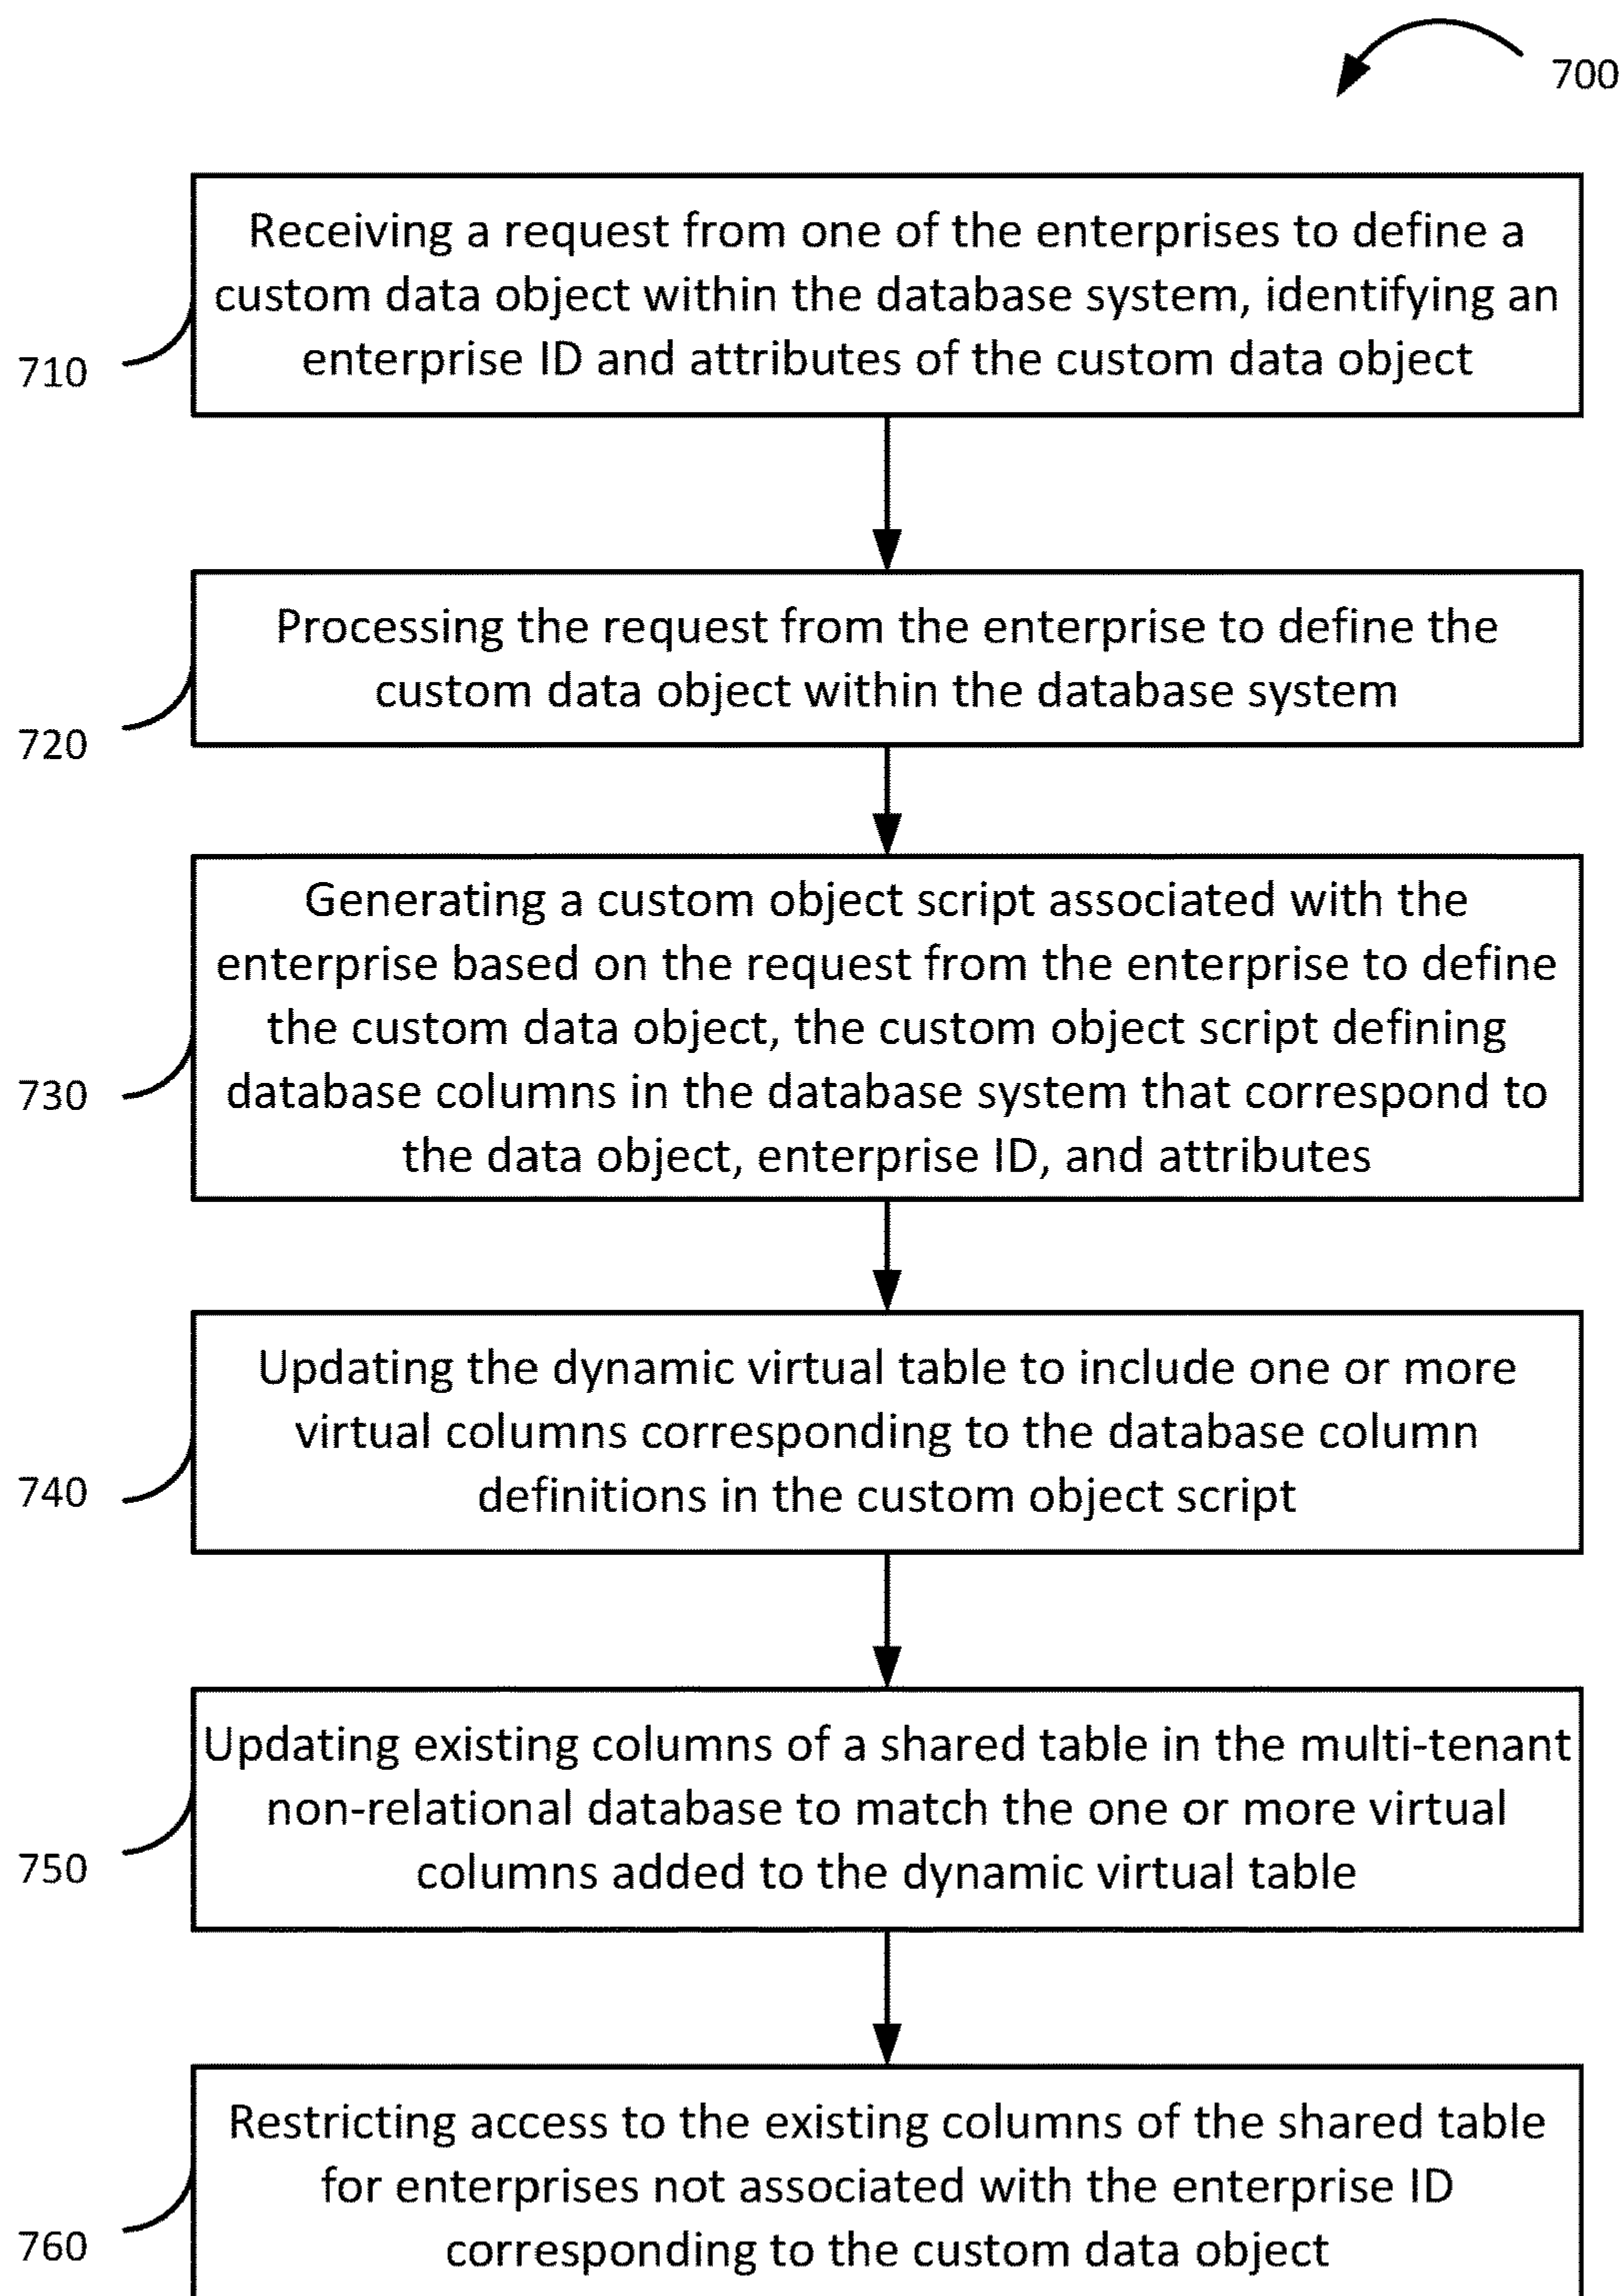 700
Receiving a request from one of the enterprises to define a
custom data object within the database system, identifying an
enterprise ID and attributes of the custom data object
710
Processing the request from the enterprise to define the
custom data object within the database system
720
Generating a custom object script associated with the
enterprise based on the request from the enterprise to define
the custom data object, the custom object script defining
database columns in the database system that correspond to
the data object, enterprise ID, and attributes
730
Updating the dynamic virtual table to include one or more
virtual columns corresponding to the database column
definitions in the custom object script
740
Updating existing columns of a shared table in the multi-tenant
non-relational database to match the one or more virtual
columns added to the dynamic virtual table
750
Restricting access to the existing columns of the shared table
for enterprises not associated with the enterprise ID
corresponding to the custom data object
760